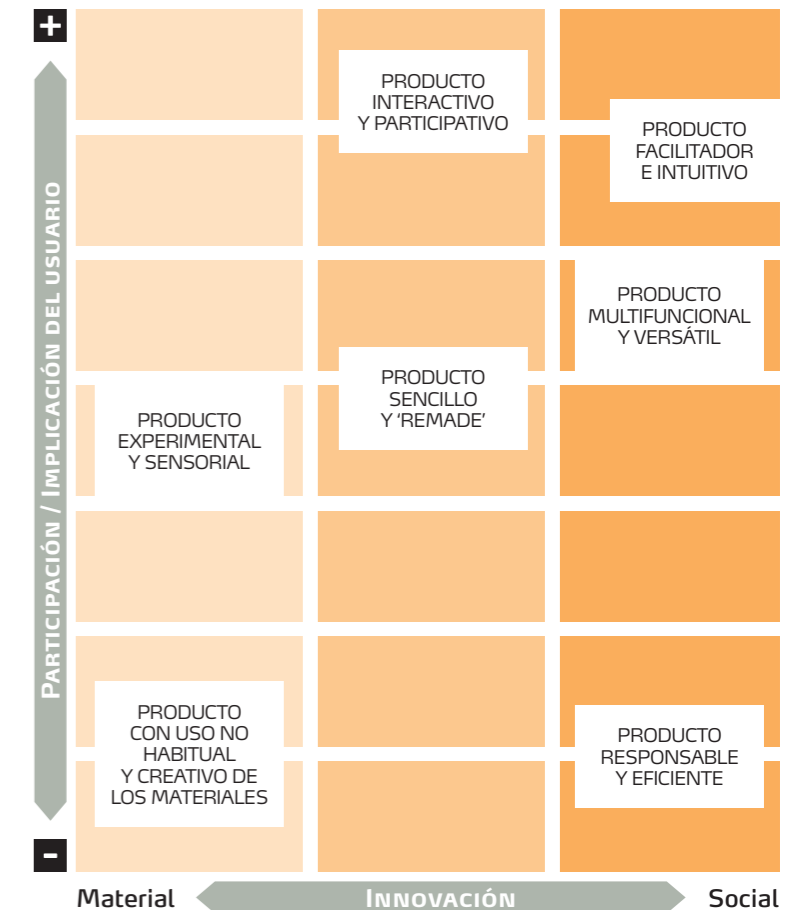 +
PARTICIPACIÓN / IMPLICACIÓN DEL USUARIO
PRODUCTO
INTERACTIVO
Y PARTICIPATIVO
PRODUCTO
FACILITADOR
E INTUITIVO
PRODUCTO
MULTIFUNCIONAL
Y VERSÁTIL
PRODUCTO
SENCILLO
Y ‘REMADE’
PRODUCTO
EXPERIMENTAL
Y SENSORIAL
PRODUCTO
CON USO NO
HABITUAL
Y CREATIVO DE
LOS MATERIALES
PRODUCTO
RESPONSABLE
Y EFICIENTE
-
Material INNOVACIÓN Social